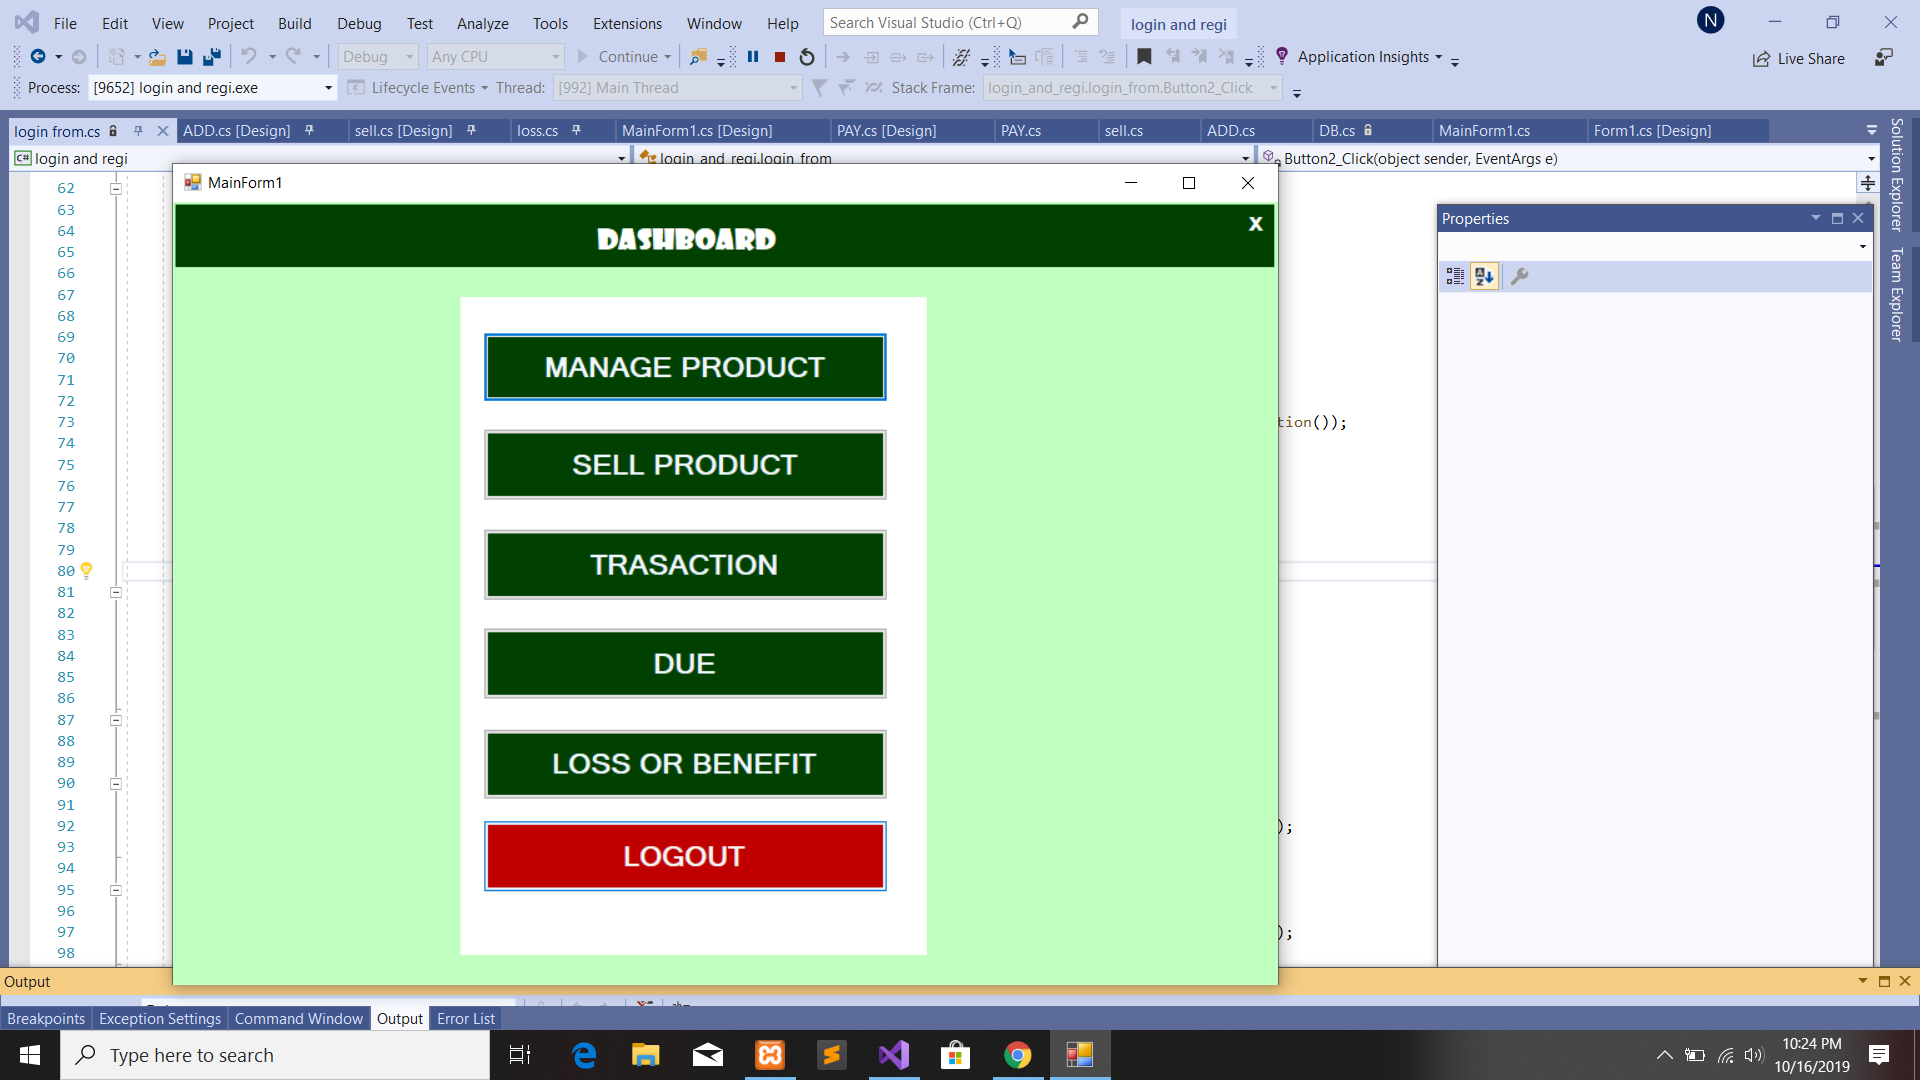 File Edit View Project Build Debug Test Analyze Tools Extensions Window Help Search Visual Studio (Ctrl+Q) login and regi N
Debug Any CPU Continue Application Insights Live Share
Process: [9652] login and regi.exe Lifecycle Events Thread: [992] Main Thread Stack Frame: login_and_regi.login_from.Button2_Click
login from.cs ADD.cs [Design] sell.cs [Design] loss.cs MainForm1.cs [Design] PAY.cs [Design] PAY.cs sell.cs ADD.cs DB.cs MainForm1.cs Form1.cs [Design]
C# login and regi login_and_regi.login_from Button2_Click(object sender, EventArgs e)
Solution Explorer
Team Explorer
MainForm1
DASHBOARD X
MANAGE PRODUCT
SELL PRODUCT
TRASACTION
DUE
LOSS OR BENEFIT
LOGOUT
Properties
62
63
64
65
66
67
68
69
70
71
72
73 tion());
74
75
76
77
78
79
80
81
82
83
84
85
86
87
88
89
90
91
92 );
93
94
95
96
97 );
98
Output
Breakpoints Exception Settings Command Window Output Error List
Type here to search
10:24 PM
10/16/2019